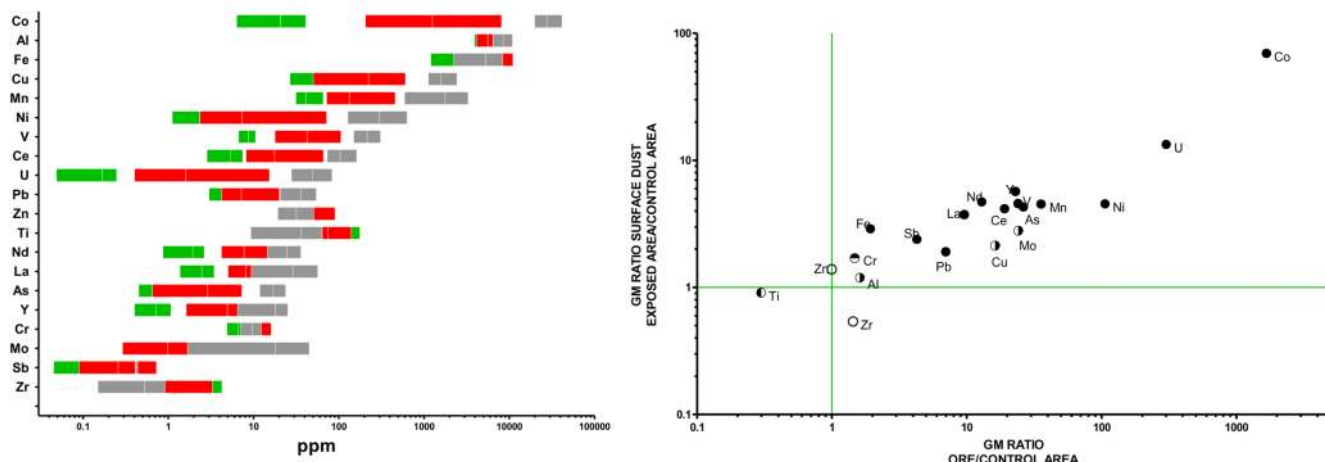 Co
Al
Fe
Cu
Mn
Ni
V
Ce
U
Pb
Zn
Ti
Nd
La
As
Y
Cr
Mo
Sb
Zr
0.1 1 10 100 1000 10000 100000
ppm
GM RATIO SURFACE DUST
EXPOSED AREA/CONTROL AREA
100
10
1
0.1
Co
U
Y
Nd
V
Mn
Ni
La
Ce
As
Fe
Sb
Mo
Pb
Cu
Cr
Zr
Al
Ti
Zr
0.1 1 10 100 1000
GM RATIO
ORE/CONTROL AREA